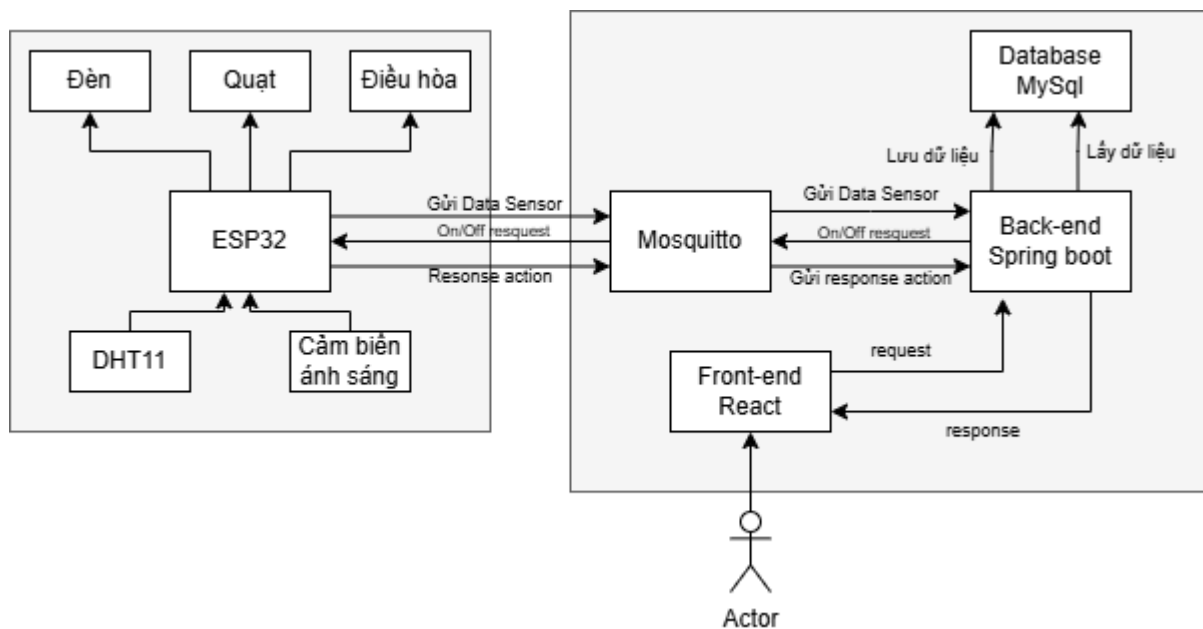 Đèn
Quạt
Điều hòa
Database
MySql
Lưu dữ liệu
Lấy dữ liệu
ESP32
Gửi Data Sensor
On/Off resquest
Resonse action
Mosquitto
Gửi Data Sensor
On/Off resquest
Gửi response action
Back-end
Spring boot
DHT11
Cảm biến
ánh sáng
Front-end
React
request
response
Actor